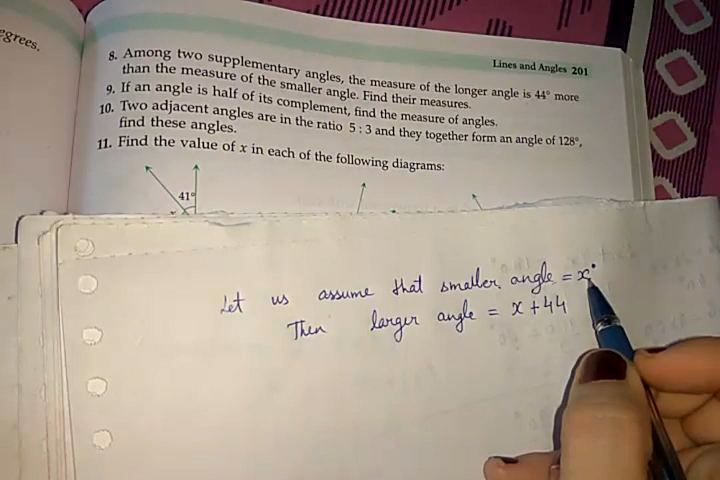 egrees.
Lines and Angles 201
8. Among two supplementary angles, the measure of the longer angle is 44° more
than the measure of the smaller angle. Find their measures.
9. If an angle is half of its complement, find the measure of angles.
10. Two adjacent angles are in the ratio 5 : 3 and they together form an angle of 128°,
find these angles.
11. Find the value of x in each of the following diagrams:
41°
Let us assume that smaller angle = x°
Then larger angle = x + 44